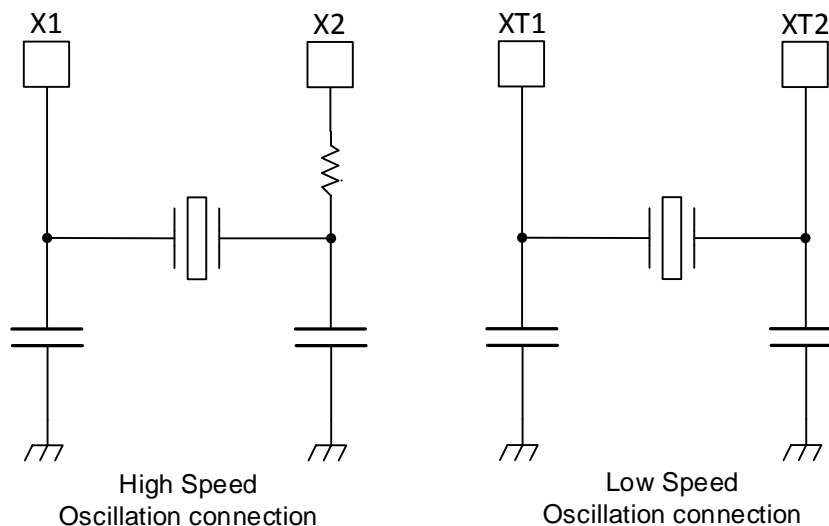 X1
X2
XT1
XT2
High Speed
Oscillation connection
Low Speed
Oscillation connection